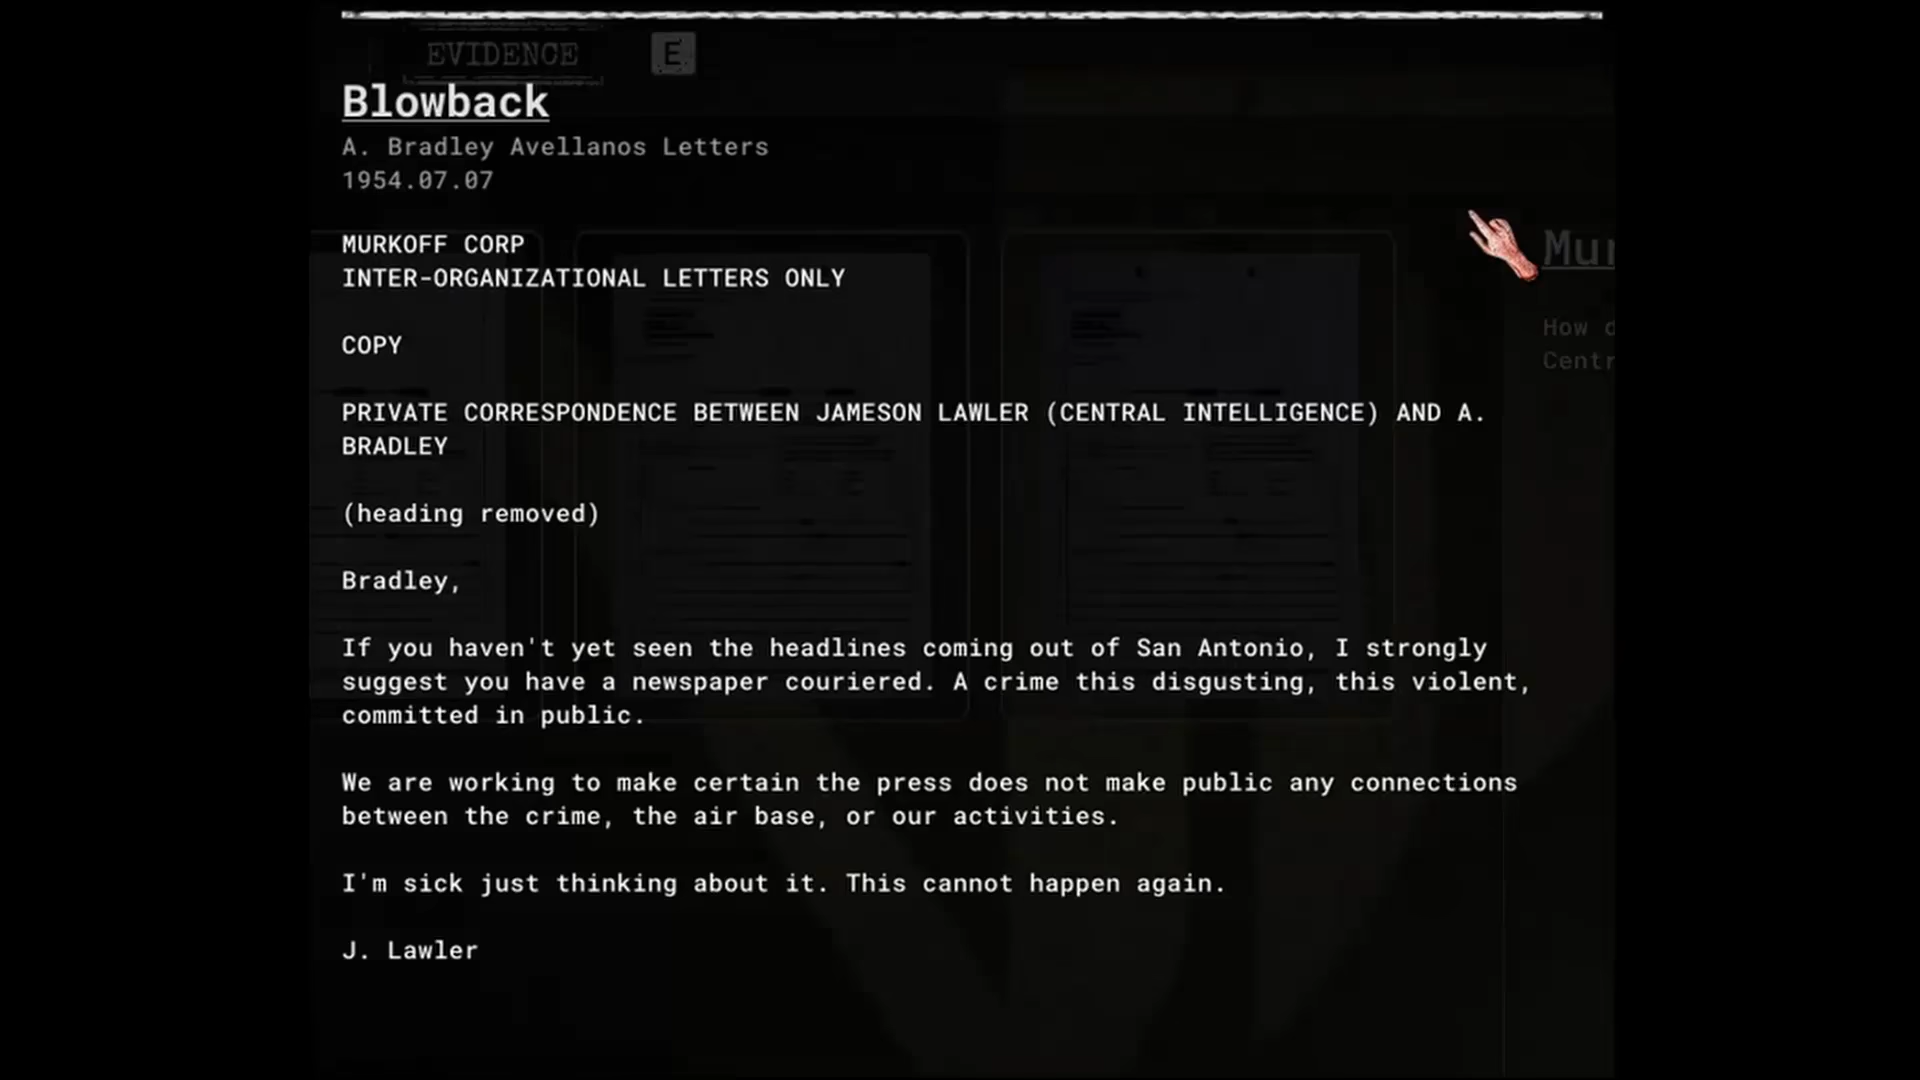 EVIDENCE E
Blowback
A. Bradley Avellanos Letters
1954.07.07
MURKOFF CORP
INTER-ORGANIZATIONAL LETTERS ONLY
COPY
PRIVATE CORRESPONDENCE BETWEEN JAMESON LAWLER (CENTRAL INTELLIGENCE) AND A.
BRADLEY
(heading removed)
Bradley,
If you haven't yet seen the headlines coming out of San Antonio, I strongly
suggest you have a newspaper couriered. A crime this disgusting, this violent,
committed in public.
We are working to make certain the press does not make public any connections
between the crime, the air base, or our activities.
I'm sick just thinking about it. This cannot happen again.
J. Lawler
Mur
How d
Centr